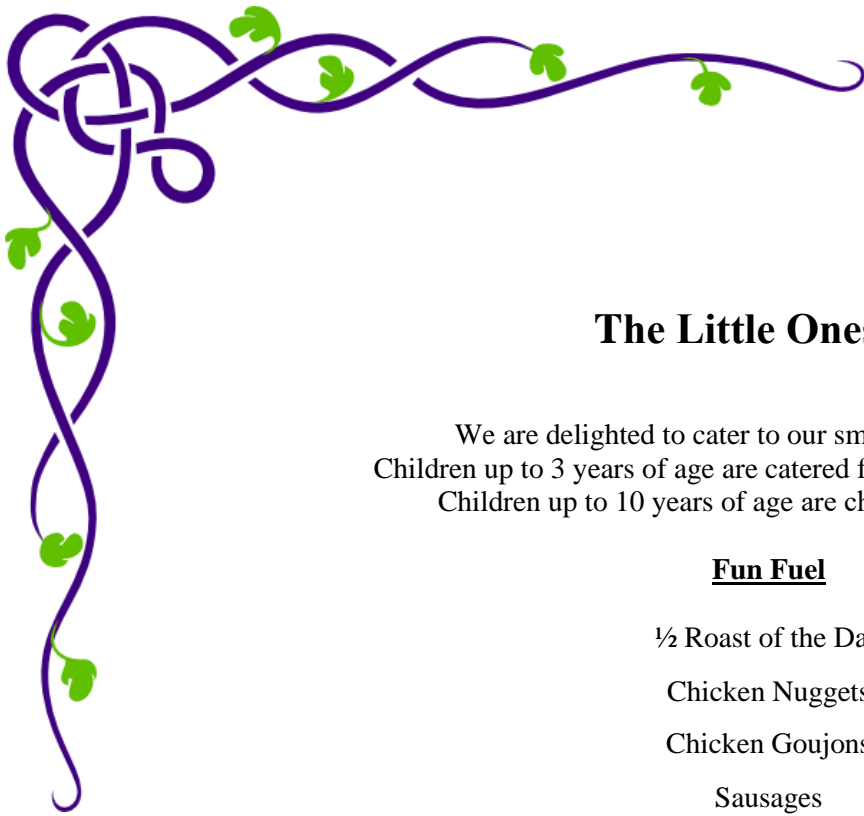 The Little Ones
We are delighted to cater to our sm
Children up to 3 years of age are catered f
Children up to 10 years of age are ch
Fun Fuel
½ Roast of the Da
Chicken Nuggets
Chicken Goujons
Sausages